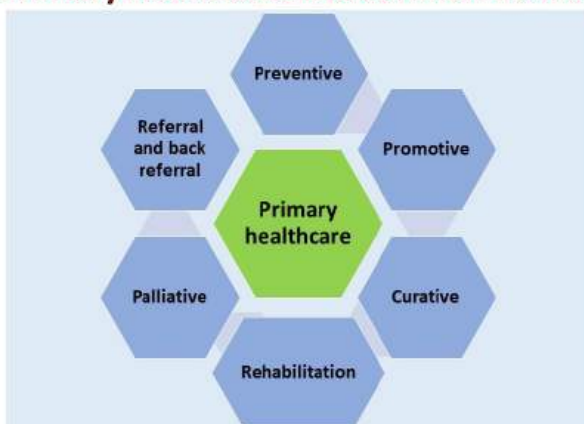 Preventive
Promotive
Curative
Rehabilitation
Palliative
Referral
and back
referral
Primary
healthcare